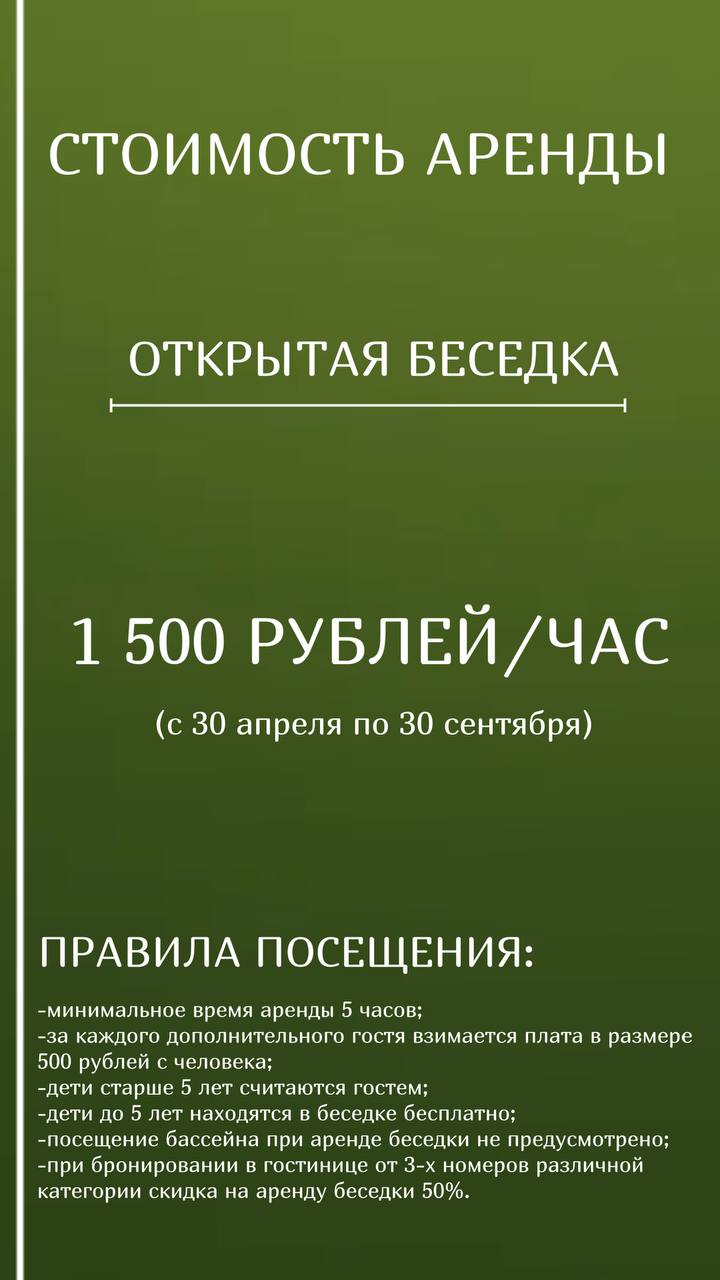 СТОИМОСТЬ АРЕНДЫ
ОТКРЫТАЯ БЕСЕДКА
1 500 РУБЛЕЙ/ЧАС
(с 30 апреля по 30 сентября)
ПРАВИЛА ПОСЕЩЕНИЯ:
-минимальное время аренды 5 часов;
-за каждого дополнительного гостя взимается плата в размере
500 рублей с человека;
-дети старше 5 лет считаются гостем;
-дети до 5 лет находятся в беседке бесплатно;
-посещение бассейна при аренде беседки не предусмотрено;
-при бронировании в гостинице от 3-х номеров различной
категории скидка на аренду беседки 50%.